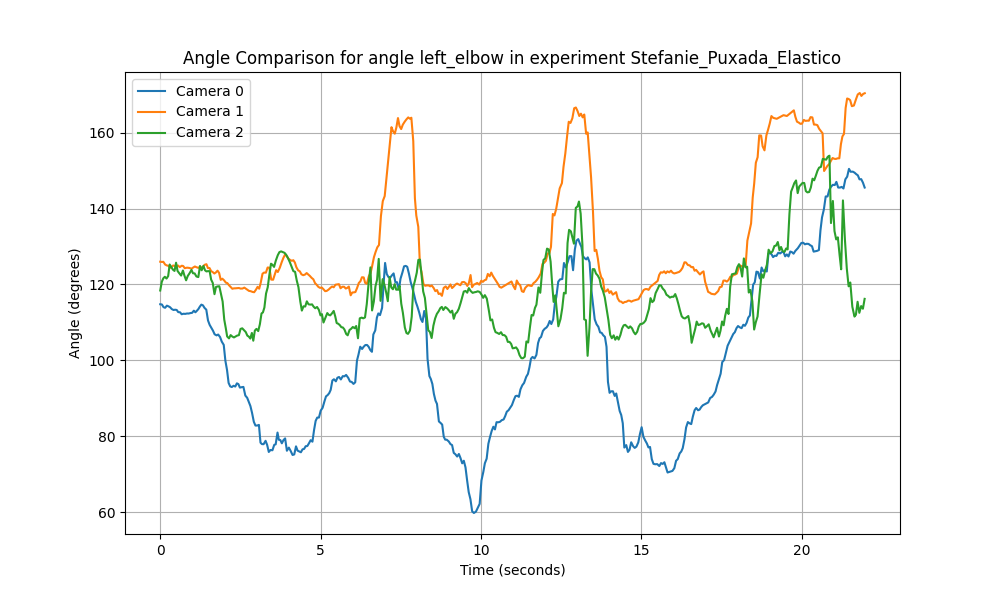 Angle Comparison for angle left_elbow in experiment Stefanie_Puxada_Elastico
Camera 0
Camera 1
Camera 2
Angle (degrees)
160
140
120
100
80
60
0 5 10 15 20
Time (seconds)